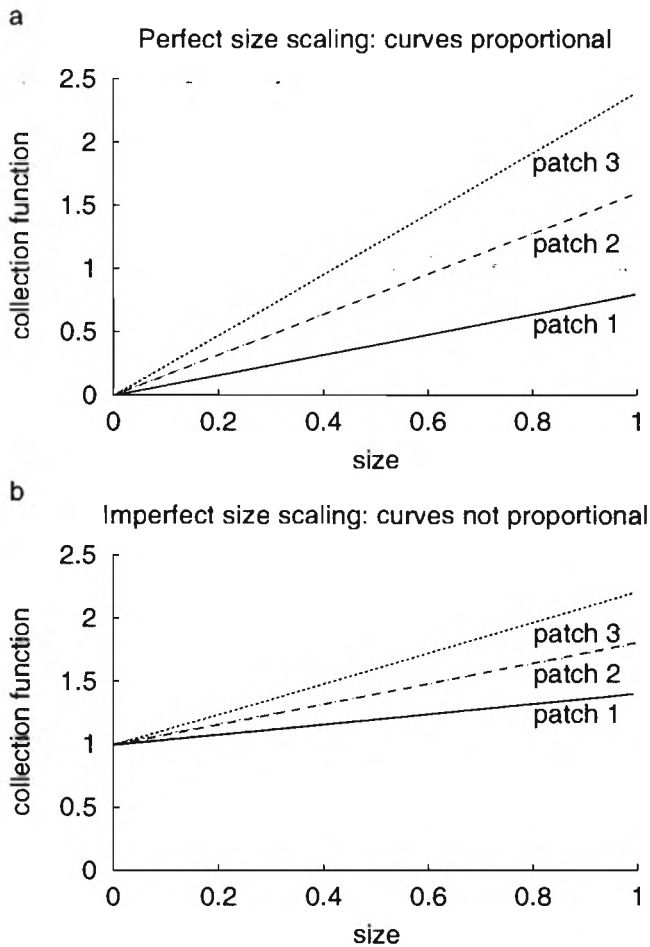 a
Perfect size scaling: curves proportional
2.5
2
1.5
1
0.5
0
collection function
patch 3
patch 2
patch 1
0 0.2 0.4 0.6 0.8 1
size
b
Imperfect size scaling: curves not proportional
2.5
2
1.5
1
0.5
0
collection function
patch 3
patch 2
patch 1
0 0.2 0.4 0.6 0.8 1
size